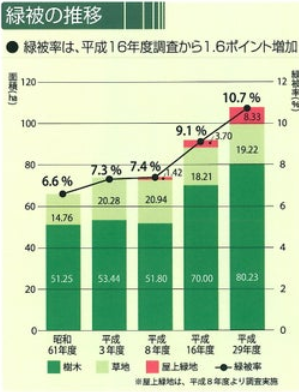 緑被の推移
●緑被率は、平成16年度調査から1.6ポイント増加
面積(ha)
緑被率(%)
120 100 80 60 40 20 0
12 10 8 6 4 2 0
6.6 % 7.3 % 7.4 % 9.1 % 10.7 %
1.42 3.70 8.33
14.76 20.28 20.94 18.21 19.22
51.25 53.44 51.80 70.00 80.23
昭和 平成 平成 平成 平成
61年度 3年度 8年度 16年度 29年度
樹木 草地 屋上緑地 緑被率
※屋上緑地は、平成8年度より調査実施